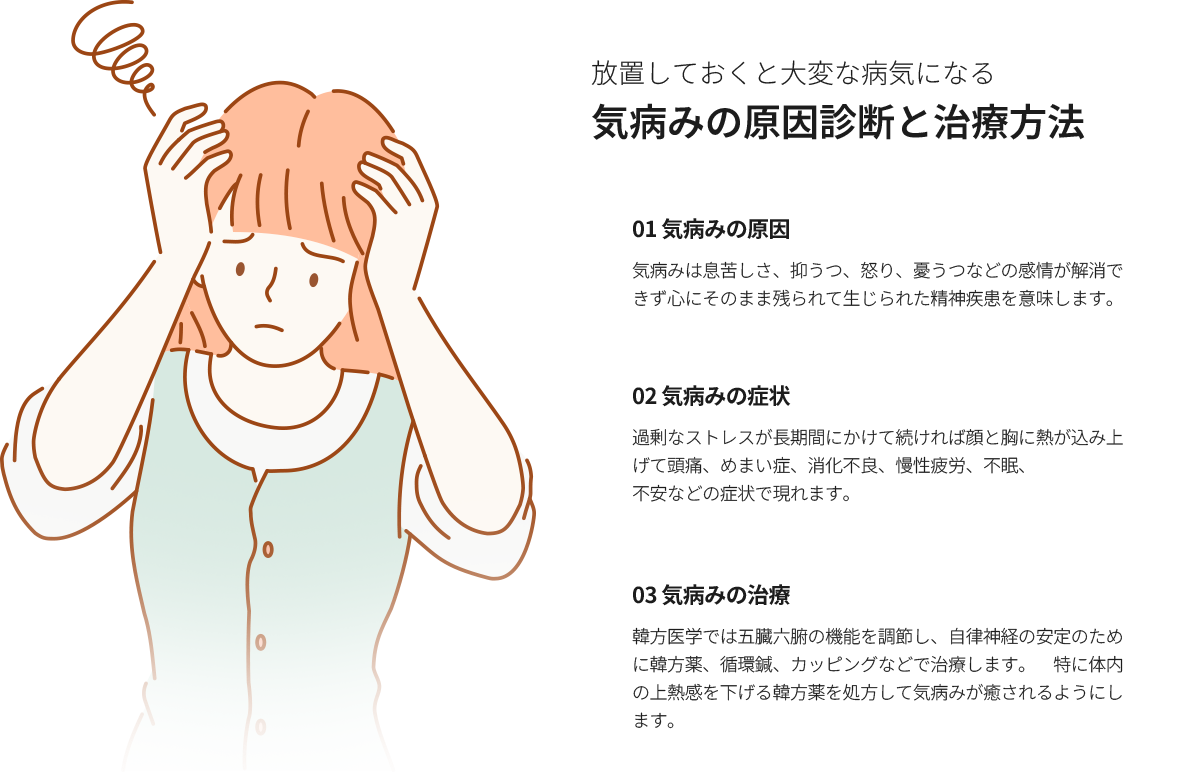 放置しておくと大変な病気になる
気病みの原因診断と治療方法
01 気病みの原因
気病みは息苦しさ、抑うつ、怒り、憂うつなどの感情が解消で
きず心にそのまま残られて生じられた精神疾患を意味します。
02 気病みの症状
過剰なストレスが長期間にかけて続ければ顔と胸に熱が込み上
げて頭痛、めまい症、消化不良、慢性疲労、不眠、
不安などの症状で現れます。
03 気病みの治療
韓方医学では五臓六腑の機能を調節し、自律神経の安定のため
に韓方薬、循環鍼、カッピングなどで治療します。　特に体内
の上熱感を下げる韓方薬を処方して気病みが癒されるようにし
ます。